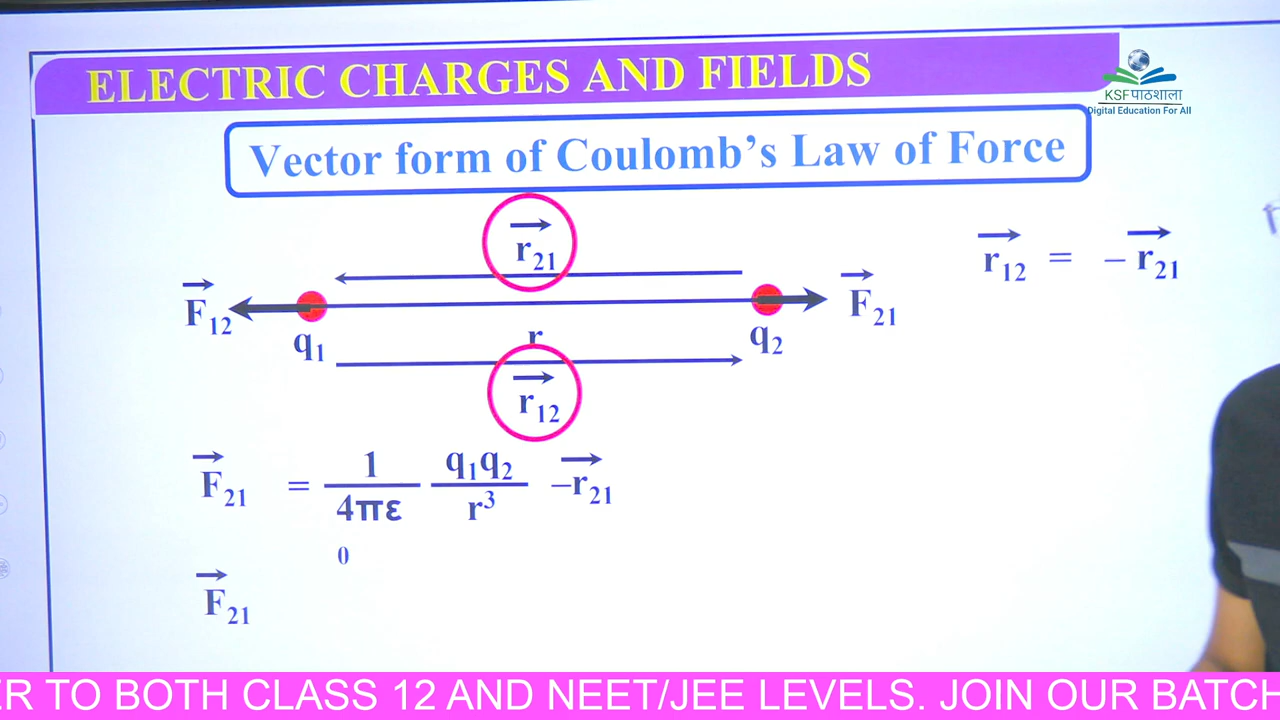 ELECTRIC CHARGES AND FIELDS
KSFपाठशाला
Digital Education For All
Vector form of Coulomb's Law of Force
r21
r12 = − r21
F12
F21
q1
r
q2
r12
F21 = 1/4πε0 q1q2/r³ −r21
F21
ER TO BOTH CLASS 12 AND NEET/JEE LEVELS. JOIN OUR BATCH